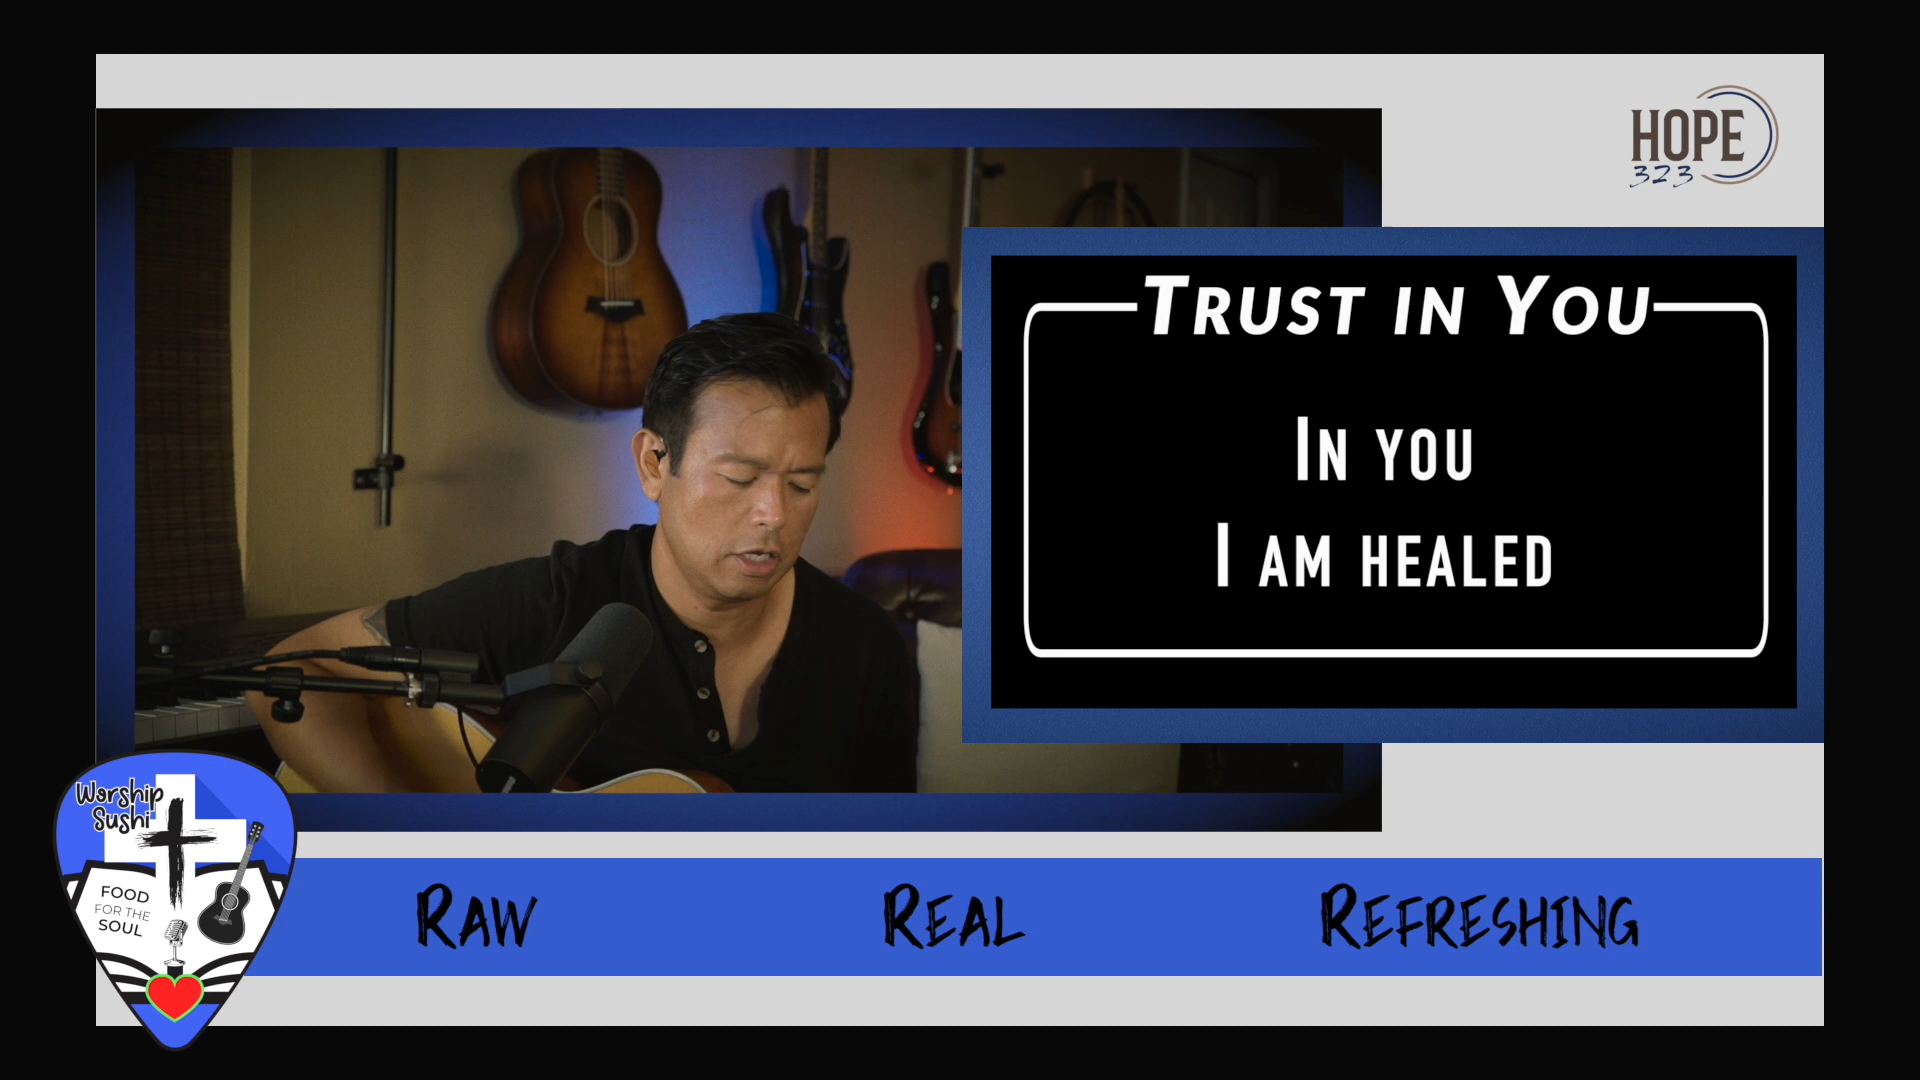 HOPE
323
TRUST IN YOU
IN YOU
I AM HEALED
Worship
Sushi
FOOD
FOR THE
SOUL
RAW REAL REFRESHING